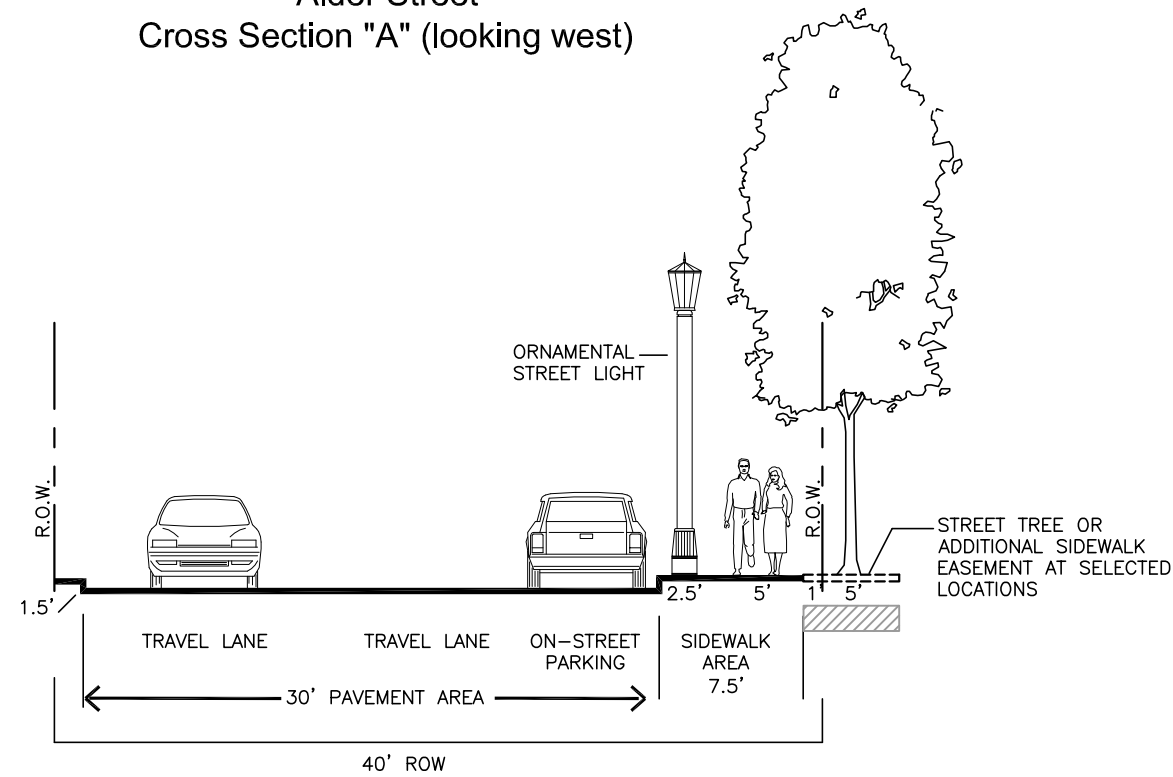 Alder Street
Cross Section "A" (looking west)
ORNAMENTAL
STREET LIGHT
R.O.W.
R.O.W.
STREET TREE OR
ADDITIONAL SIDEWALK
EASEMENT AT SELECTED
LOCATIONS
1.5'
2.5'
5'
1'
5'
TRAVEL LANE
TRAVEL LANE
ON-STREET
PARKING
SIDEWALK
AREA
7.5'
30' PAVEMENT AREA
40' ROW